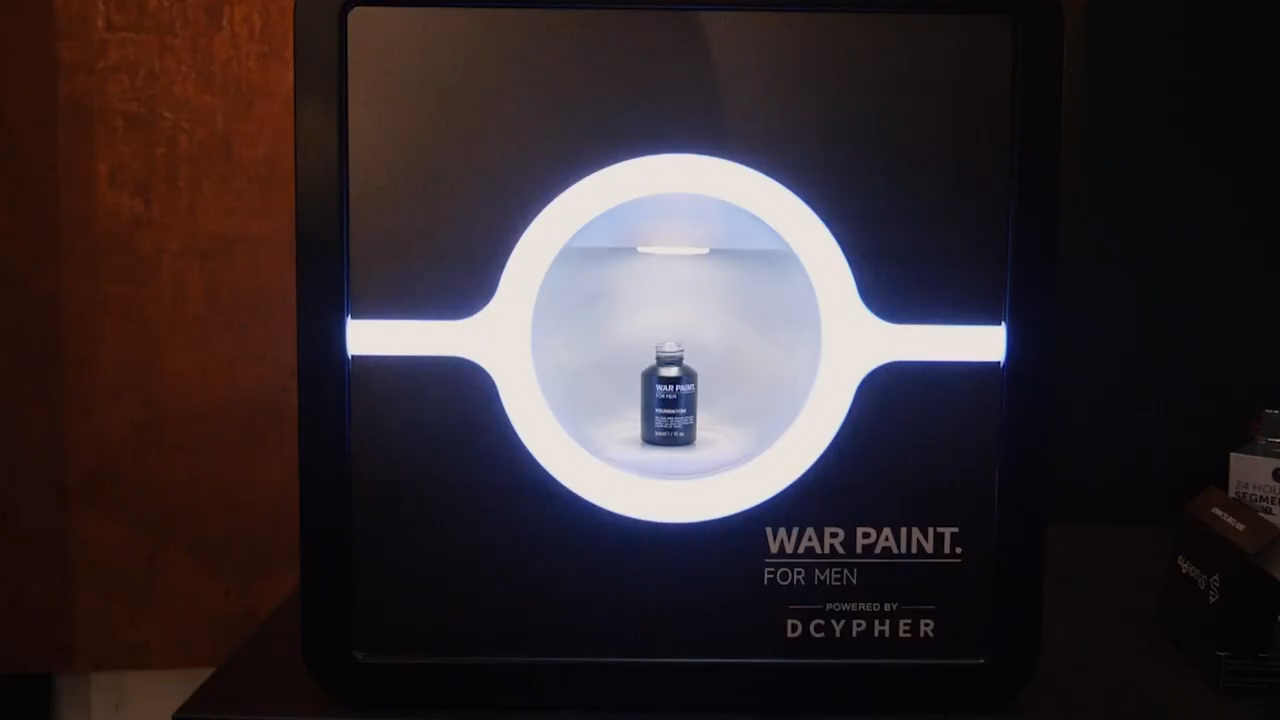 WAR PAINT.
FOR MEN
FOUNDATION
WAR PAINT.
FOR MEN
POWERED BY
DCYPHER
24 HOU
SEGME